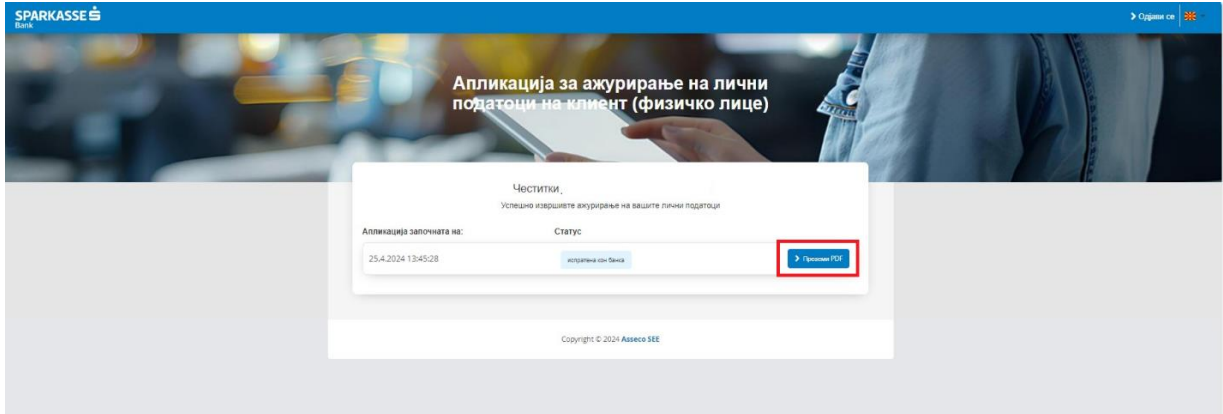 SPARKASSE
Bank
Одјави се
Апликација за ажурирање на лични
податоци на клиент (физичко лице)
Честитки,
Успешно извршивте ажурирање на вашите лични податоци
Апликација започната на: Статус
25.4.2024 13:45:28 испратена кон банка Преземи PDF
Copyright © 2024 Asseco SEE